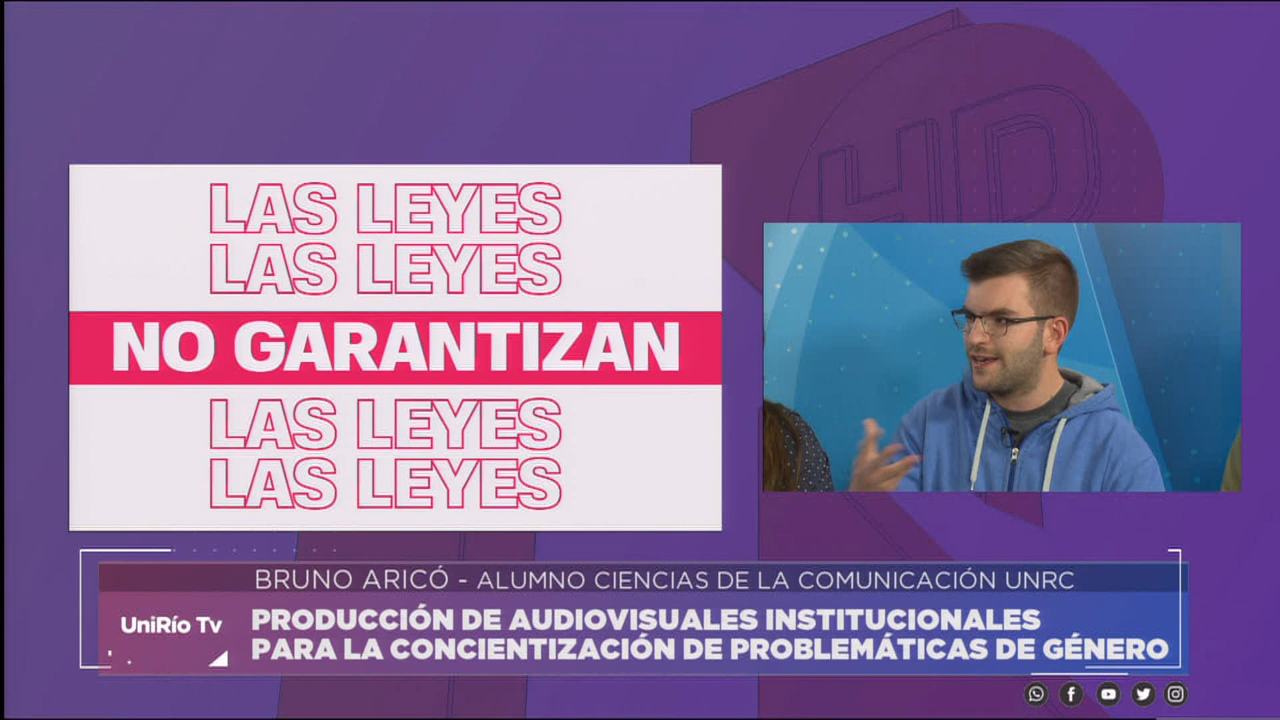 HD
LAS LEYES
LAS LEYES
NO GARANTIZAN
LAS LEYES
LAS LEYES
BRUNO ARICÓ - ALUMNO CIENCIAS DE LA COMUNICACIÓN UNRC
UniRío Tv
PRODUCCIÓN DE AUDIOVISUALES INSTITUCIONALES
PARA LA CONCIENTIZACIÓN DE PROBLEMÁTICAS DE GÉNERO